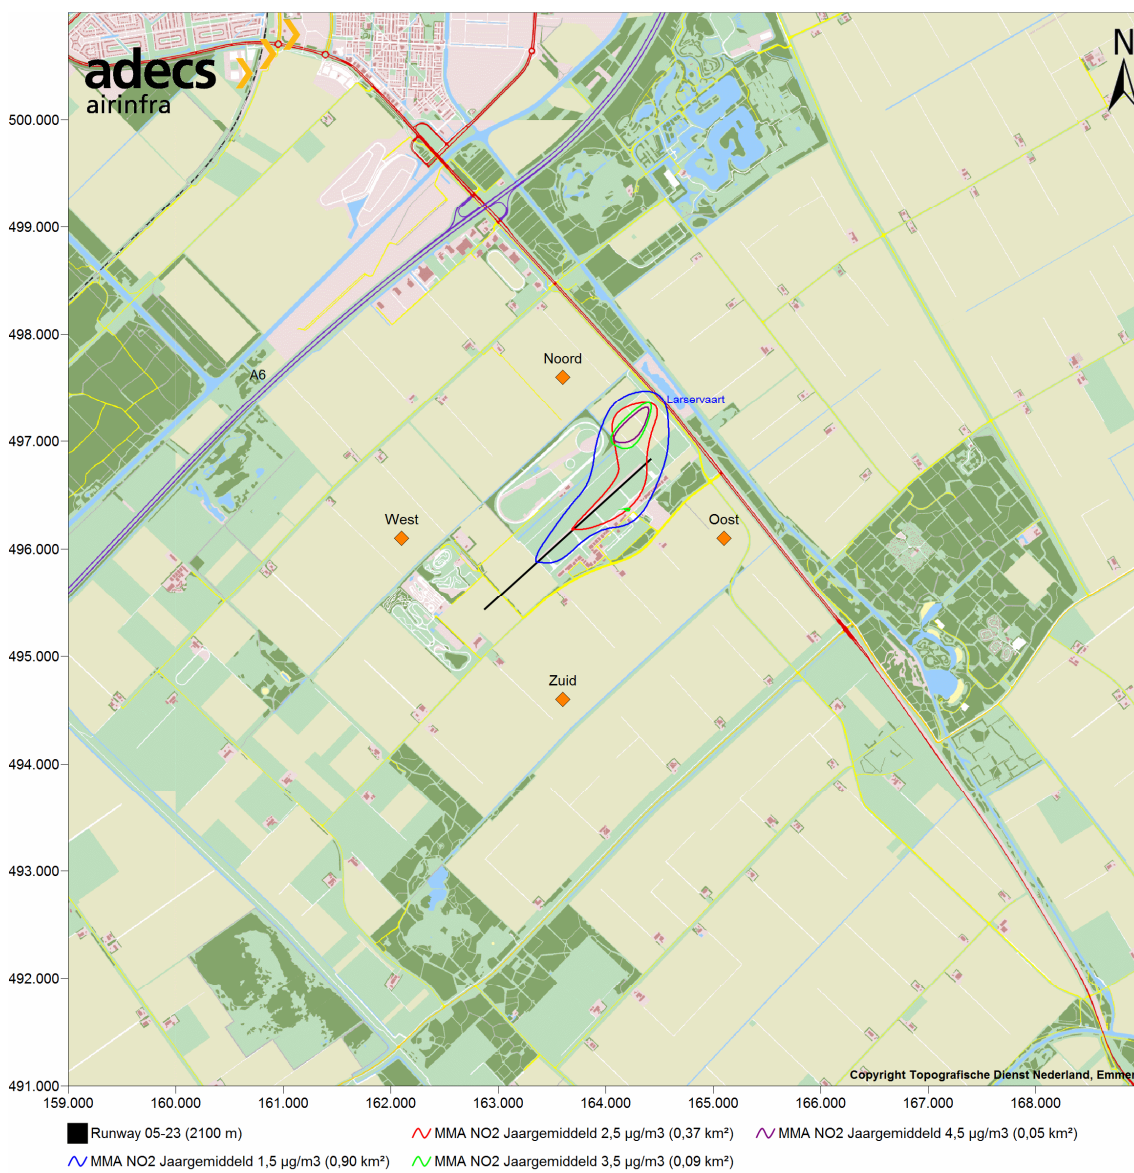 adecs
airinfra
N
500.000
499.000
498.000
Noord
A6
Larservaart
497.000
West
Oost
496.000
495.000
Zuid
494.000
493.000
492.000
491.000
Copyright Topografische Dienst Nederland, Emmen
159.000 160.000 161.000 162.000 163.000 164.000 165.000 166.000 167.000 168.000
Runway 05-23 (2100 m) MMA NO2 Jaargemiddeld 2,5 µg/m3 (0,37 km²) MMA NO2 Jaargemiddeld 4,5 µg/m3 (0,05 km²)
MMA NO2 Jaargemiddeld 1,5 µg/m3 (0,90 km²) MMA NO2 Jaargemiddeld 3,5 µg/m3 (0,09 km²)